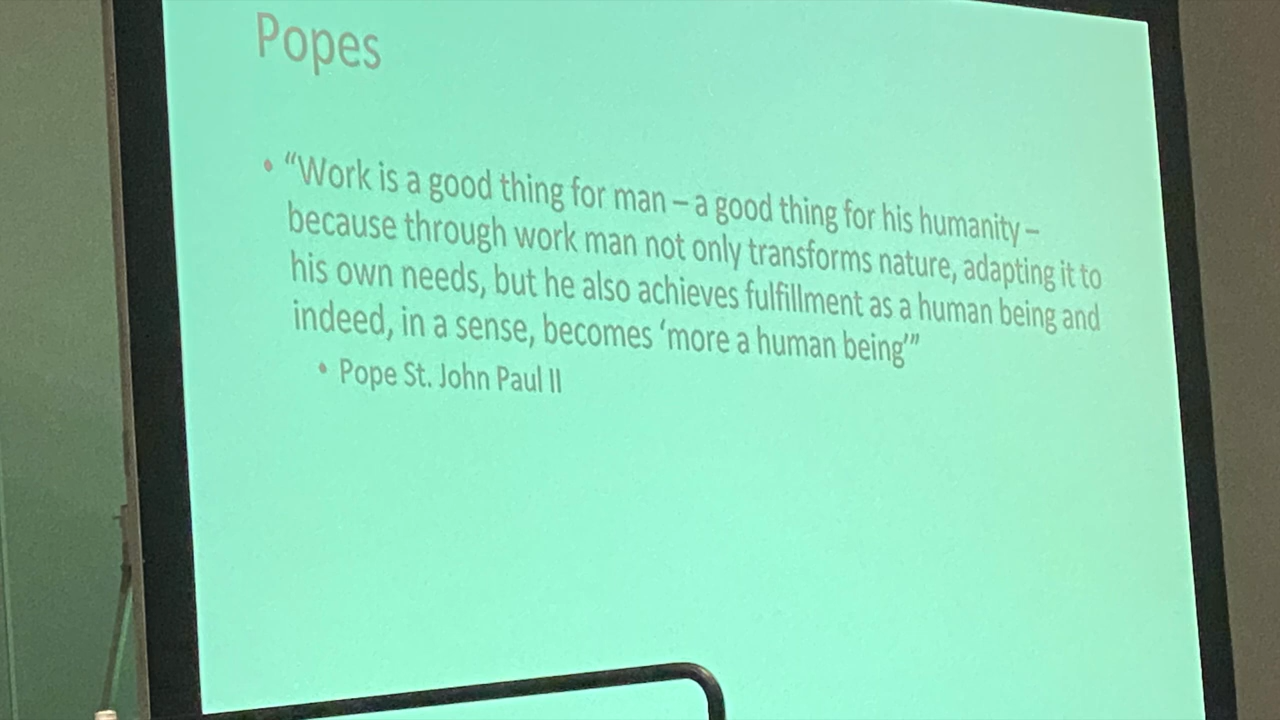 Popes
• “Work is a good thing for man – a good thing for his humanity –
because through work man not only transforms nature, adapting it to
his own needs, but he also achieves fulfillment as a human being and
indeed, in a sense, becomes ‘more a human being’”
• Pope St. John Paul II